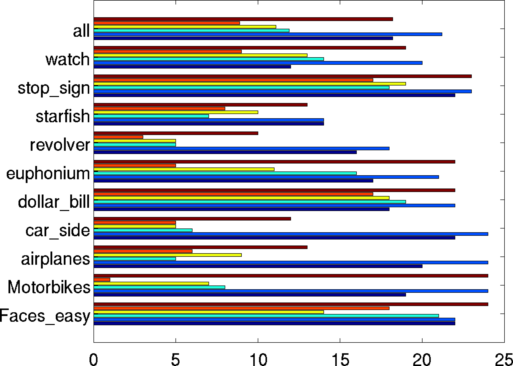 all
watch
stop_sign
starfish
revolver
euphonium
dollar_bill
car_side
airplanes
Motorbikes
Faces_easy
0 5 10 15 20 25